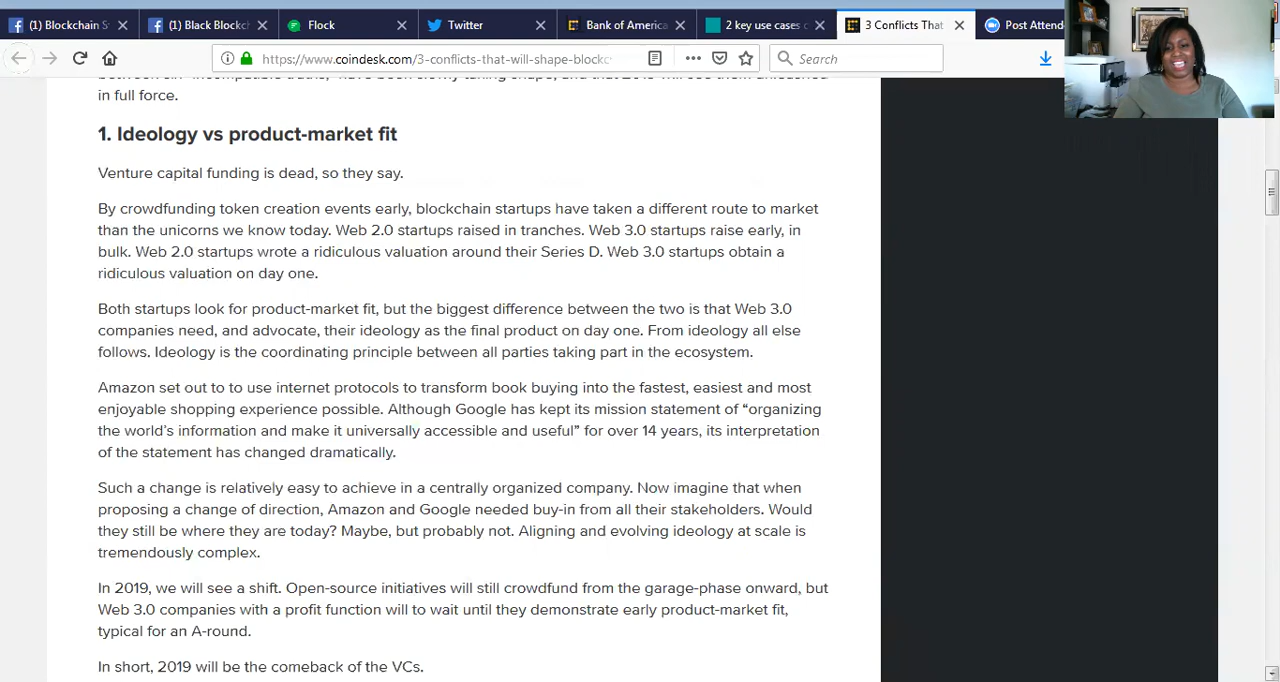 (1) Blockchain S
(1) Black Blockch
Flock
Twitter
Bank of America
2 key use cases c
3 Conflicts That
Post Attend
https://www.coindesk.com/3-conflicts-that-will-shape-blockc
Search
in full force.
1. Ideology vs product-market fit
Venture capital funding is dead, so they say.
By crowdfunding token creation events early, blockchain startups have taken a different route to market
than the unicorns we know today. Web 2.0 startups raised in tranches. Web 3.0 startups raise early, in
bulk. Web 2.0 startups wrote a ridiculous valuation around their Series D. Web 3.0 startups obtain a
ridiculous valuation on day one.
Both startups look for product-market fit, but the biggest difference between the two is that Web 3.0
companies need, and advocate, their ideology as the final product on day one. From ideology all else
follows. Ideology is the coordinating principle between all parties taking part in the ecosystem.
Amazon set out to to use internet protocols to transform book buying into the fastest, easiest and most
enjoyable shopping experience possible. Although Google has kept its mission statement of “organizing
the world’s information and make it universally accessible and useful” for over 14 years, its interpretation
of the statement has changed dramatically.
Such a change is relatively easy to achieve in a centrally organized company. Now imagine that when
proposing a change of direction, Amazon and Google needed buy-in from all their stakeholders. Would
they still be where they are today? Maybe, but probably not. Aligning and evolving ideology at scale is
tremendously complex.
In 2019, we will see a shift. Open-source initiatives will still crowdfund from the garage-phase onward, but
Web 3.0 companies with a profit function will to wait until they demonstrate early product-market fit,
typical for an A-round.
In short, 2019 will be the comeback of the VCs.